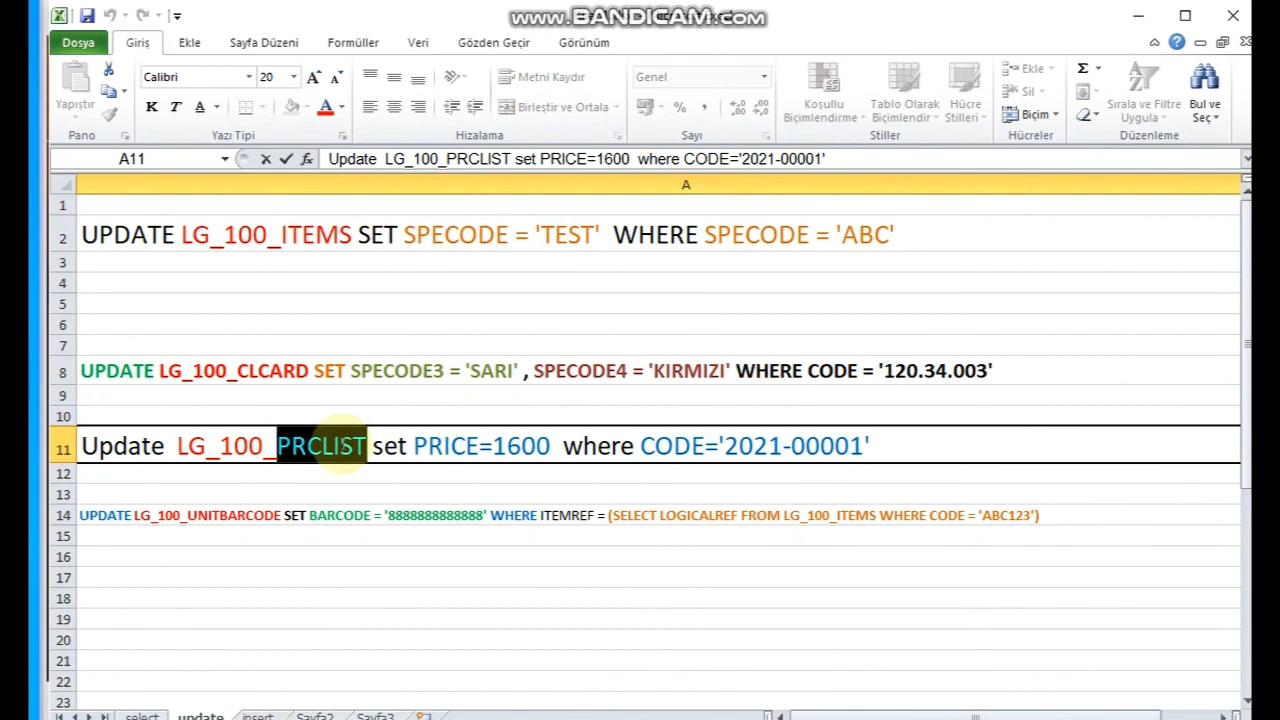 www.BANDICAM.com
Dosya Giriş Ekle Sayfa Düzeni Formüller Veri Gözden Geçir Görünüm
Yapıştır
Pano
Calibri 20
K T A
Yazı Tipi
Metni Kaydır
Birleştir ve Ortala
Hizalama
Genel
Sayı
Koşullu Biçimlendirme
Tablo Olarak Biçimlendir
Hücre Stilleri
Stiller
Ekle
Sil
Biçim
Hücreler
Sırala ve Filtre Uygula
Bul ve Seç
Düzenleme
A11 fx Update LG_100_PRCLIST set PRICE=1600 where CODE='2021-00001'
A
1
2 UPDATE LG_100_ITEMS SET SPECODE = 'TEST' WHERE SPECODE = 'ABC'
3
4
5
6
7
8 UPDATE LG_100_CLCARD SET SPECODE3 = 'SARI' , SPECODE4 = 'KIRMIZI' WHERE CODE = '120.34.003'
9
10
11 Update LG_100_PRCLIST set PRICE=1600 where CODE='2021-00001'
12
13
14 UPDATE LG_100_UNITBARCODE SET BARCODE = '8888888888888' WHERE ITEMREF = (SELECT LOGICALREF FROM LG_100_ITEMS WHERE CODE = 'ABC123')
15
16
17
18
19
20
21
22
23
select update insert Sayfa2 Sayfa3